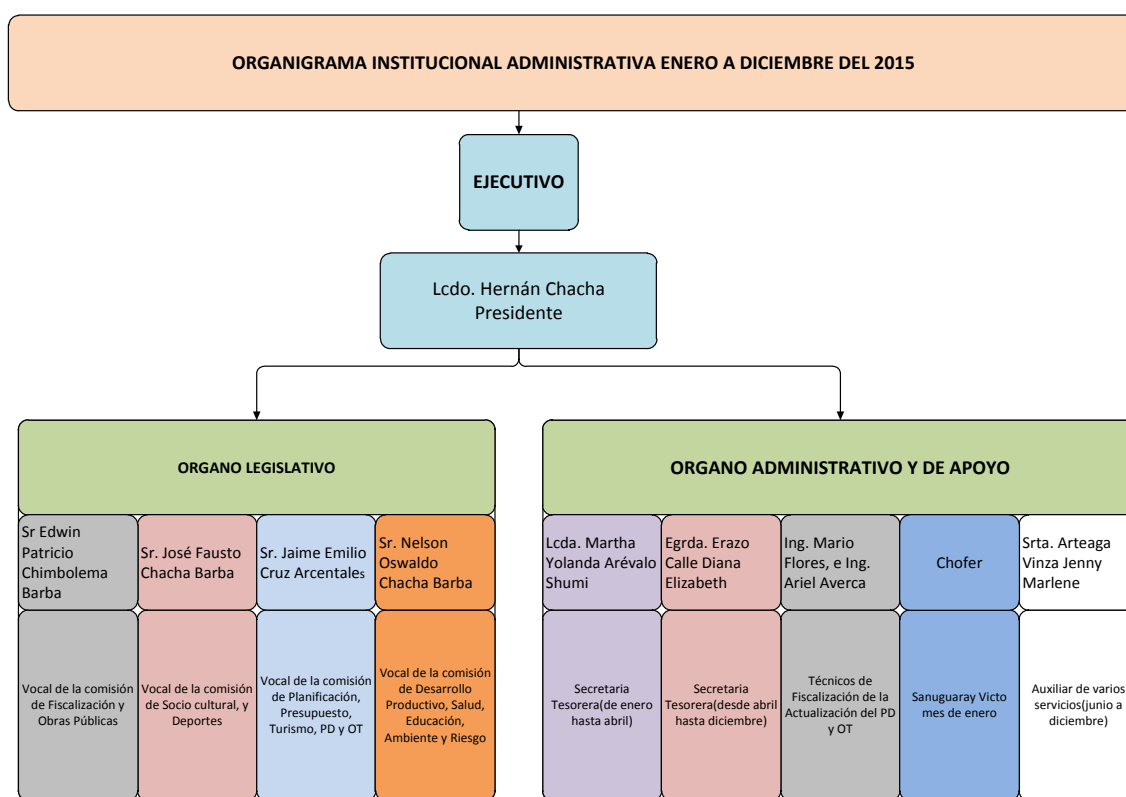 ORGANIGRAMA INSTITUCIONAL ADMINISTRATIVA ENERO A DICIEMBRE DEL 2015
EJECUTIVO
Lcdo. Hernán Chacha
Presidente
ORGANO LEGISLATIVO
Sr Edwin
Patricio
Chimbolema
Barba
Sr. José Fausto
Chacha Barba
Sr. Jaime Emilio
Cruz Arcentales
Sr. Nelson
Oswaldo
Chacha Barba
Vocal de la comisión
de Fiscalización y
Obras Públicas
Vocal de la comisión
de Socio cultural, y
Deportes
Vocal de la comisión
de Planificación,
Presupuesto,
Turismo, PD y OT
Vocal de la comisión
de Desarrollo
Productivo, Salud,
Educación,
Ambiente y Riesgo
ORGANO ADMINISTRATIVO Y DE APOYO
Lcda. Martha
Yolanda Arévalo
Shumi
Egrda. Erazo
Calle Diana
Elizabeth
Ing. Mario
Flores, e Ing.
Ariel Averca
Chofer
Srta. Arteaga
Vinza Jenny
Marlene
Secretaria
Tesorera(de enero
hasta abril)
Secretaria
Tesorera(desde abril
hasta diciembre)
Técnicos de
Fiscalización de la
Actualización del PD
y OT
Sanuguaray Victo
mes de enero
Auxiliar de varios
servicios(junio a
diciembre)